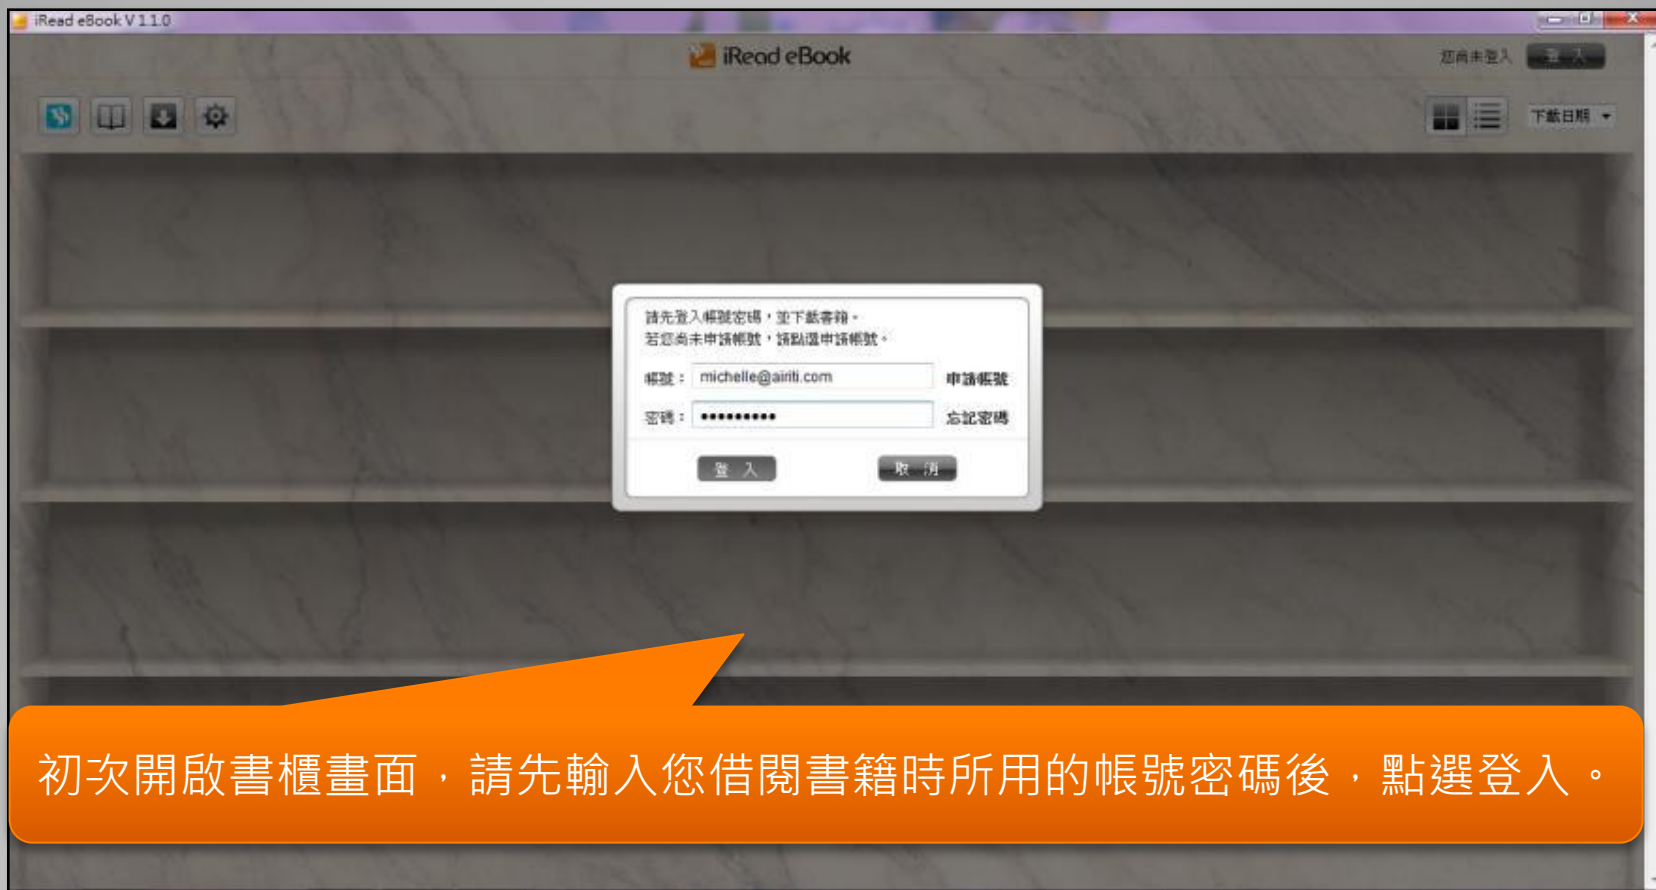 iRead eBook V 1.1.0
iRead eBook
您尚未登入 登 入
下載日期
請先登入帳號密碼，並下載書籍。
若您尚未申請帳號，請點選申請帳號。
帳號： michelle@airiti.com 申請帳號
密碼： ••••••••• 忘記密碼
登 入 取 消
初次開啟書櫃畫面，請先輸入您借閱書籍時所用的帳號密碼後，點選登入。